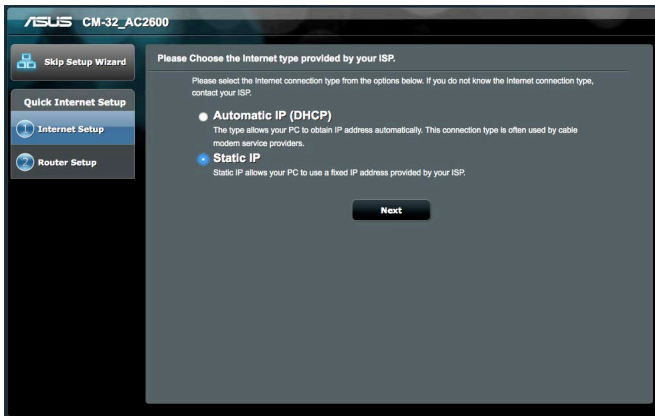 ASUS CM-32_AC2600
Skip Setup Wizard
Quick Internet Setup
1 Internet Setup
2 Router Setup
Please Choose the Internet type provided by your ISP.
Please select the Internet connection type from the options below. If you do not know the Internet connection type,
contact your ISP.
Automatic IP (DHCP)
The type allows your PC to obtain IP address automatically. This connection type is often used by cable
modem service providers.
Static IP
Static IP allows your PC to use a fixed IP address provided by your ISP.
Next